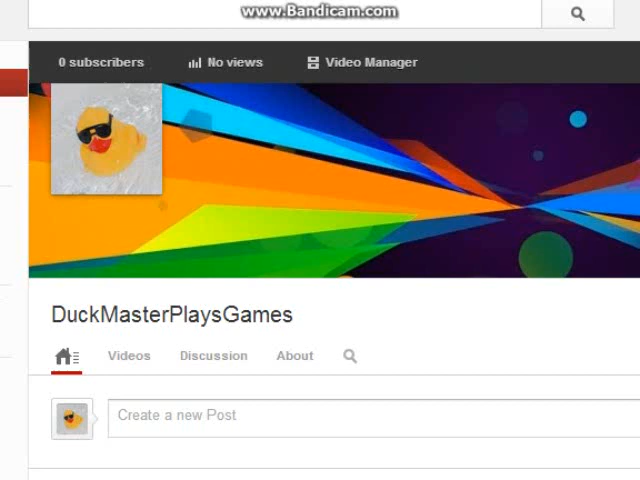 www.Bandicam.com
0 subscribers No views Video Manager
DuckMasterPlaysGames
Videos Discussion About
Create a new Post